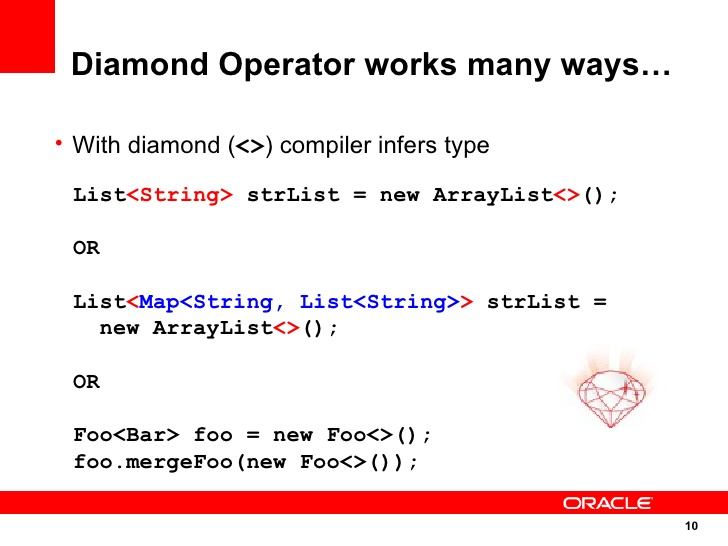 Diamond Operator works many ways…
• With diamond (<>) compiler infers type
List<String> strList = new ArrayList<>();
OR
List<Map<String, List<String>> strList =
new ArrayList<>();
OR
Foo<Bar> foo = new Foo<>();
foo.mergeFoo(new Foo<>());
ORACLE
10